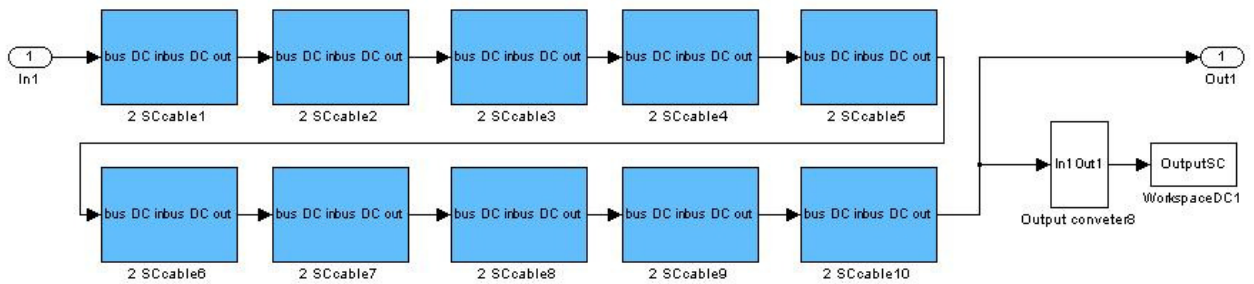 1
In1
bus DC inbus DC out
2 SCcable1
bus DC inbus DC out
2 SCcable2
bus DC inbus DC out
2 SCcable3
bus DC inbus DC out
2 SCcable4
bus DC inbus DC out
2 SCcable5
1
Out1
bus DC inbus DC out
2 SCcable6
bus DC inbus DC out
2 SCcable7
bus DC inbus DC out
2 SCcable8
bus DC inbus DC out
2 SCcable9
bus DC inbus DC out
2 SCcable10
In1Out1
Output conveter8
OutputSC
WorkspaceDC1